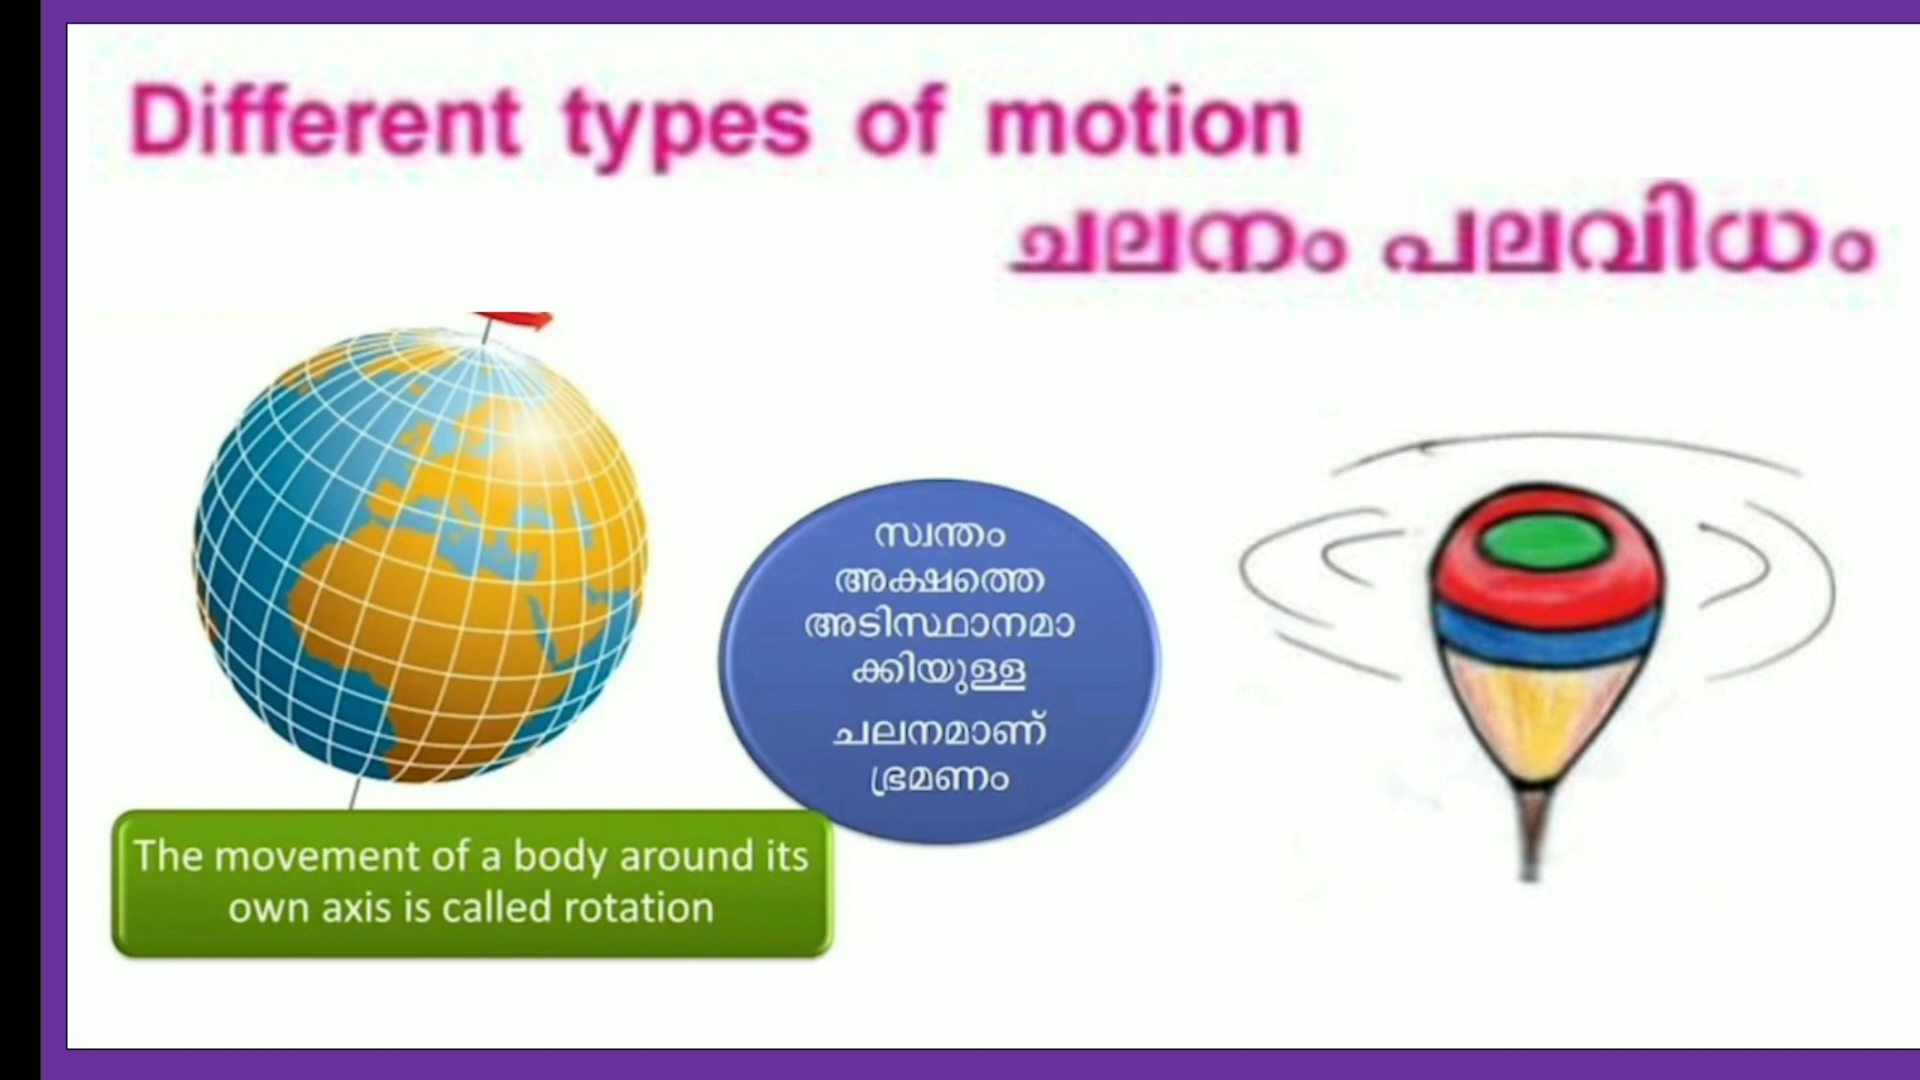 Different types of motion
ചലനം പലവിധം
സ്വന്തം
അക്ഷത്തെ
അടിസ്ഥാനമാ
ക്കിയുള്ള
ചലനമാണ്
ഭ്രമണം
The movement of a body around its
own axis is called rotation